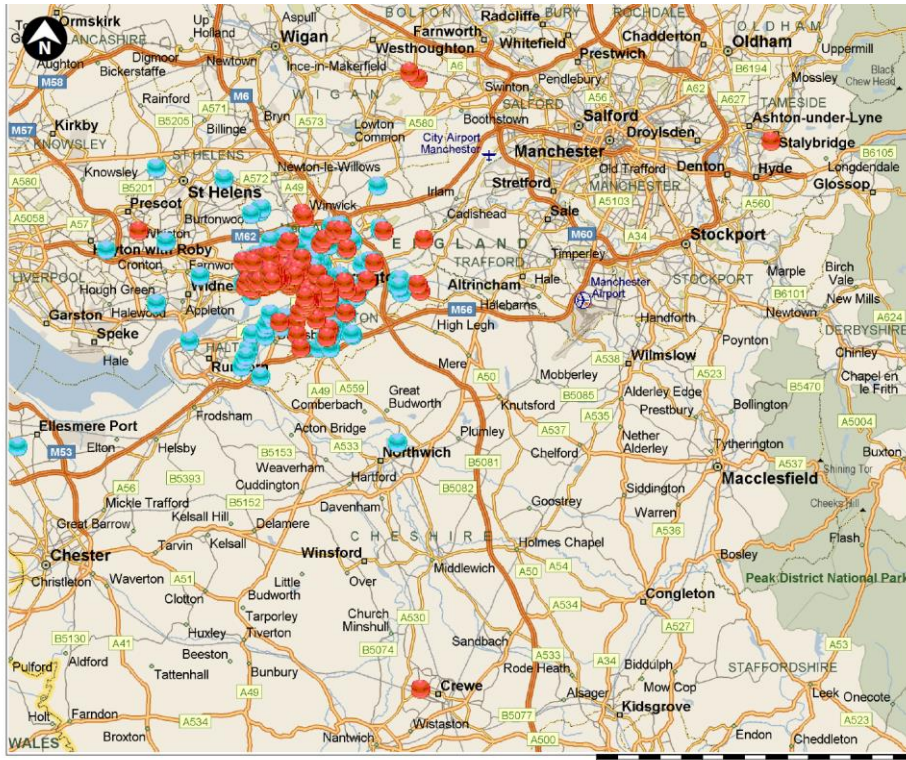 Ormskirk
Aspull
BOLTON
Radcliffe
BURY
ROCHDALE
OLDHAM
N
LANCASHIRE
Up Holland
Wigan
Farnworth
Whitefield
Chadderton
Oldham
Uppermill
Aughton
Digmoor
Bickerstaffe
Newtown
Westhoughton
Prestwich
M58
Ince-in-Makerfield
A6
Swinton
Pendlebury
B6194
Mossley
Black Chew Head
Rainford
M6
WIGAN
SALFORD
A56
A62
A627
TAMESIDE
A571
Bryn
A573
A580
Boothstown
Salford
Ashton-under-Lyne
M57
Kirkby
B5205
Billinge
Lowton Common
City Airport Manchester
Droylsden
Stalybridge
KNOWSLEY
ST HELENS
Newton-le-Willows
Manchester
Old Trafford
Denton
B6105
Knowsley
A572
Irlam
Stretford
MANCHESTER
Hyde
Longdendale
A580
B5201
St Helens
A49
Winwick
A5103
A560
Glossop
A5058
Prescot
Burtonwood
Cadishead
Sale
A57
M62
ENGLAND
M60
A34
Stockport
with Roby
Cronton
TRAFFORD
Timperley
LIVERPOOL
Hough Green
Altrincham
Hale
STOCKPORT
Marple
Birch Vale
Halewood
Appleton
Manchester Airport
B6101
New Mills
Garston
M56
Halebarns
Newtown
A624
Speke
High Legh
Handforth
DERBYSHIRE
Hale
Mere
A538
Poynton
Chinley
Wilmslow
A49
A559
A50
Mobberley
A523
B5470
Chapel en le Frith
Frodsham
Comberbach
Great Budworth
Knutsford
B5085
Alderley Edge
Bollington
A535
Prestbury
A5004
Ellesmere Port
Acton Bridge
Plumley
A537
Nether Alderley
Tytherington
Buxton
M53
Elton
Helsby
B5153
A533
Northwich
Chelford
A537
Weaverham
Hartford
B5081
Macclesfield
Shining Tor
A56
B5393
Cuddington
B5082
Siddington
Mickle Trafford
B5152
Davenham
Goostrey
Warren
Cheeks Hill
Great Barrow
Kelsall Hill
Delamere
A536
Flash
CHESHIRE
Holmes Chapel
Chester
Tarvin
Kelsall
Winsford
Bosley
Middlewich
A50
A54
Peak District National Park
Christleton
Waverton
A51
Little Budworth
Over
Congleton
Clotton
A530
A534
Tarporley
Church Minshull
A527
Huxley
Tiverton
B5130
A41
B5074
Sandbach
A53
Beeston
A533
A34
Biddulph
STAFFORDSHIRE
Pulford
Aldford
Tattenhall
Bunbury
Rode Heath
A49
Crewe
Alsager
Mow Cop
Leek
Onecote
Holt
Farndon
A534
B5077
Kidsgrove
A523
WALES
Broxton
Nantwich
Wistaston
A500
Endon
Cheddleton